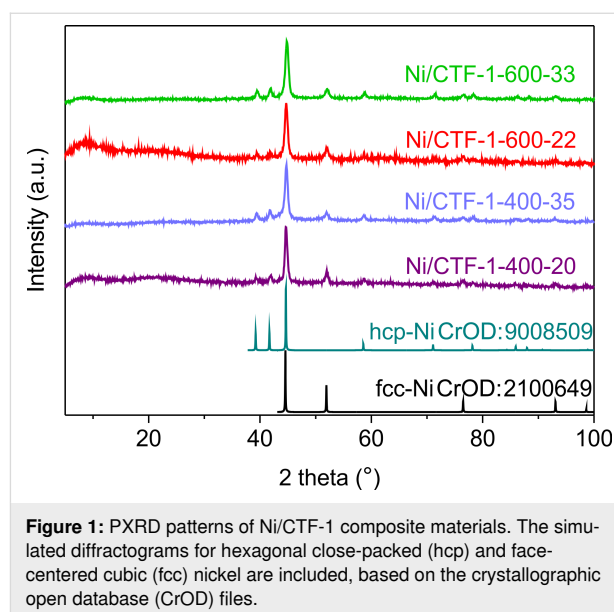 Ni/CTF-1-600-33
Ni/CTF-1-600-22
Ni/CTF-1-400-35
Ni/CTF-1-400-20
hcp-Ni CrOD:9008509
fcc-Ni CrOD:2100649
Intensity (a.u.)
20 40 60 80 100
2 theta (°)
Figure 1: PXRD patterns of Ni/CTF-1 composite materials. The simu-
lated diffractograms for hexagonal close-packed (hcp) and face-
centered cubic (fcc) nickel are included, based on the crystallographic
open database (CrOD) files.